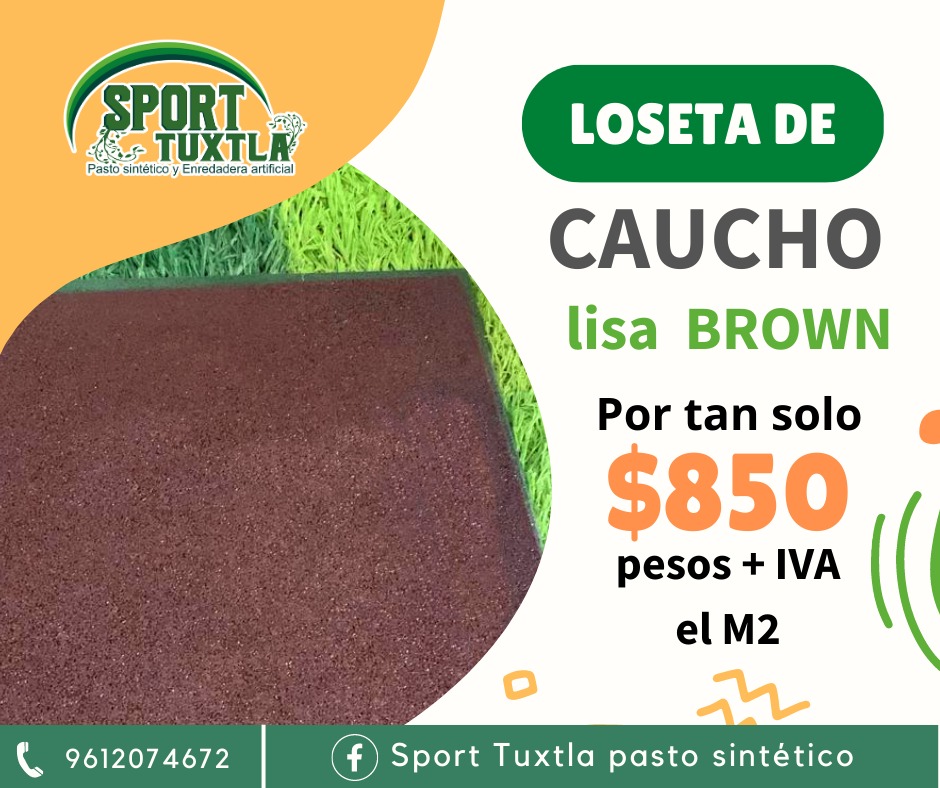 SPORT
TUXTLA
Pasto sintético y Enredadera artificial
LOSETA DE
CAUCHO
lisa BROWN
Por tan solo
$850
pesos + IVA
el M2
9612074672
Sport Tuxtla pasto sintético